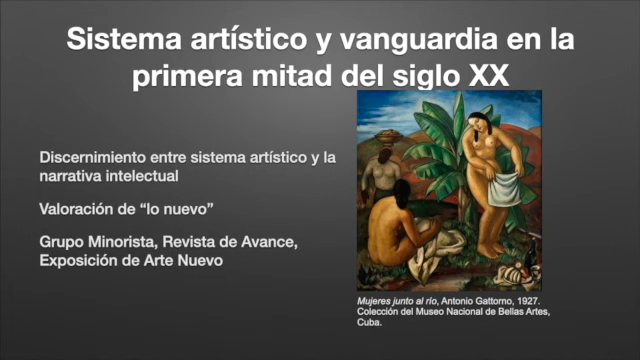 Sistema artístico y vanguardia en la
primera mitad del siglo XX
Discernimiento entre sistema artístico y la
narrativa intelectual
Valoración de “lo nuevo”
Grupo Minorista, Revista de Avance,
Exposición de Arte Nuevo
Mujeres junto al río, Antonio Gattorno, 1927.
Colección del Museo Nacional de Bellas Artes,
Cuba.